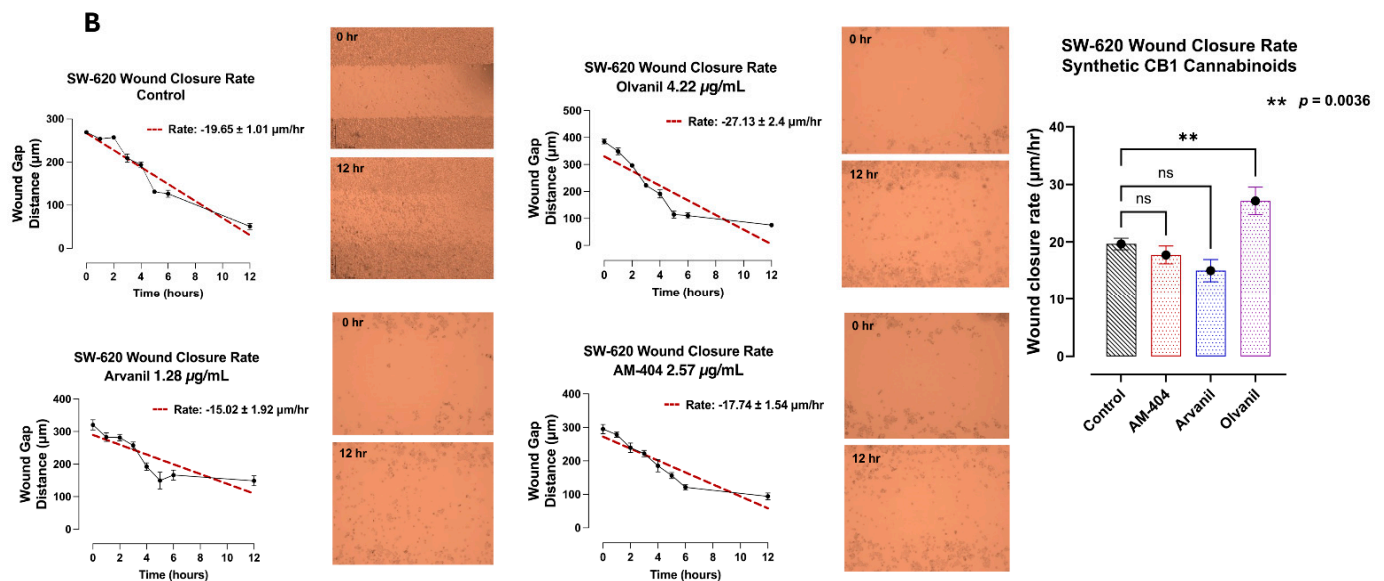 B
SW-620 Wound Closure Rate
Control
Rate: -19.65 ± 1.01 µm/hr
Wound Gap
Distance (µm)
300
200
100
0
0 2 4 6 8 10 12
Time (hours)
0 hr
12 hr
SW-620 Wound Closure Rate
Olvanil 4.22 µg/mL
Rate: -27.13 ± 2.4 µm/hr
Wound Gap
Distance (µm)
500
400
300
200
100
0
0 2 4 6 8 10 12
Time (hours)
0 hr
12 hr
SW-620 Wound Closure Rate
Synthetic CB1 Cannabinoids
** p = 0.0036
**
ns
ns
Wound closure rate (µm/hr)
40
30
20
10
0
Control
AM-404
Arvanil
Olvanil
SW-620 Wound Closure Rate
Arvanil 1.28 µg/mL
Rate: -15.02 ± 1.92 µm/hr
Wound Gap
Distance (µm)
400
300
200
100
0
0 2 4 6 8 10 12
Time (hours)
0 hr
12 hr
SW-620 Wound Closure Rate
AM-404 2.57 µg/mL
Rate: -17.74 ± 1.54 µm/hr
Wound Gap
Distance (µm)
400
300
200
100
0
0 2 4 6 8 10 12
Time (hours)
0 hr
12 hr